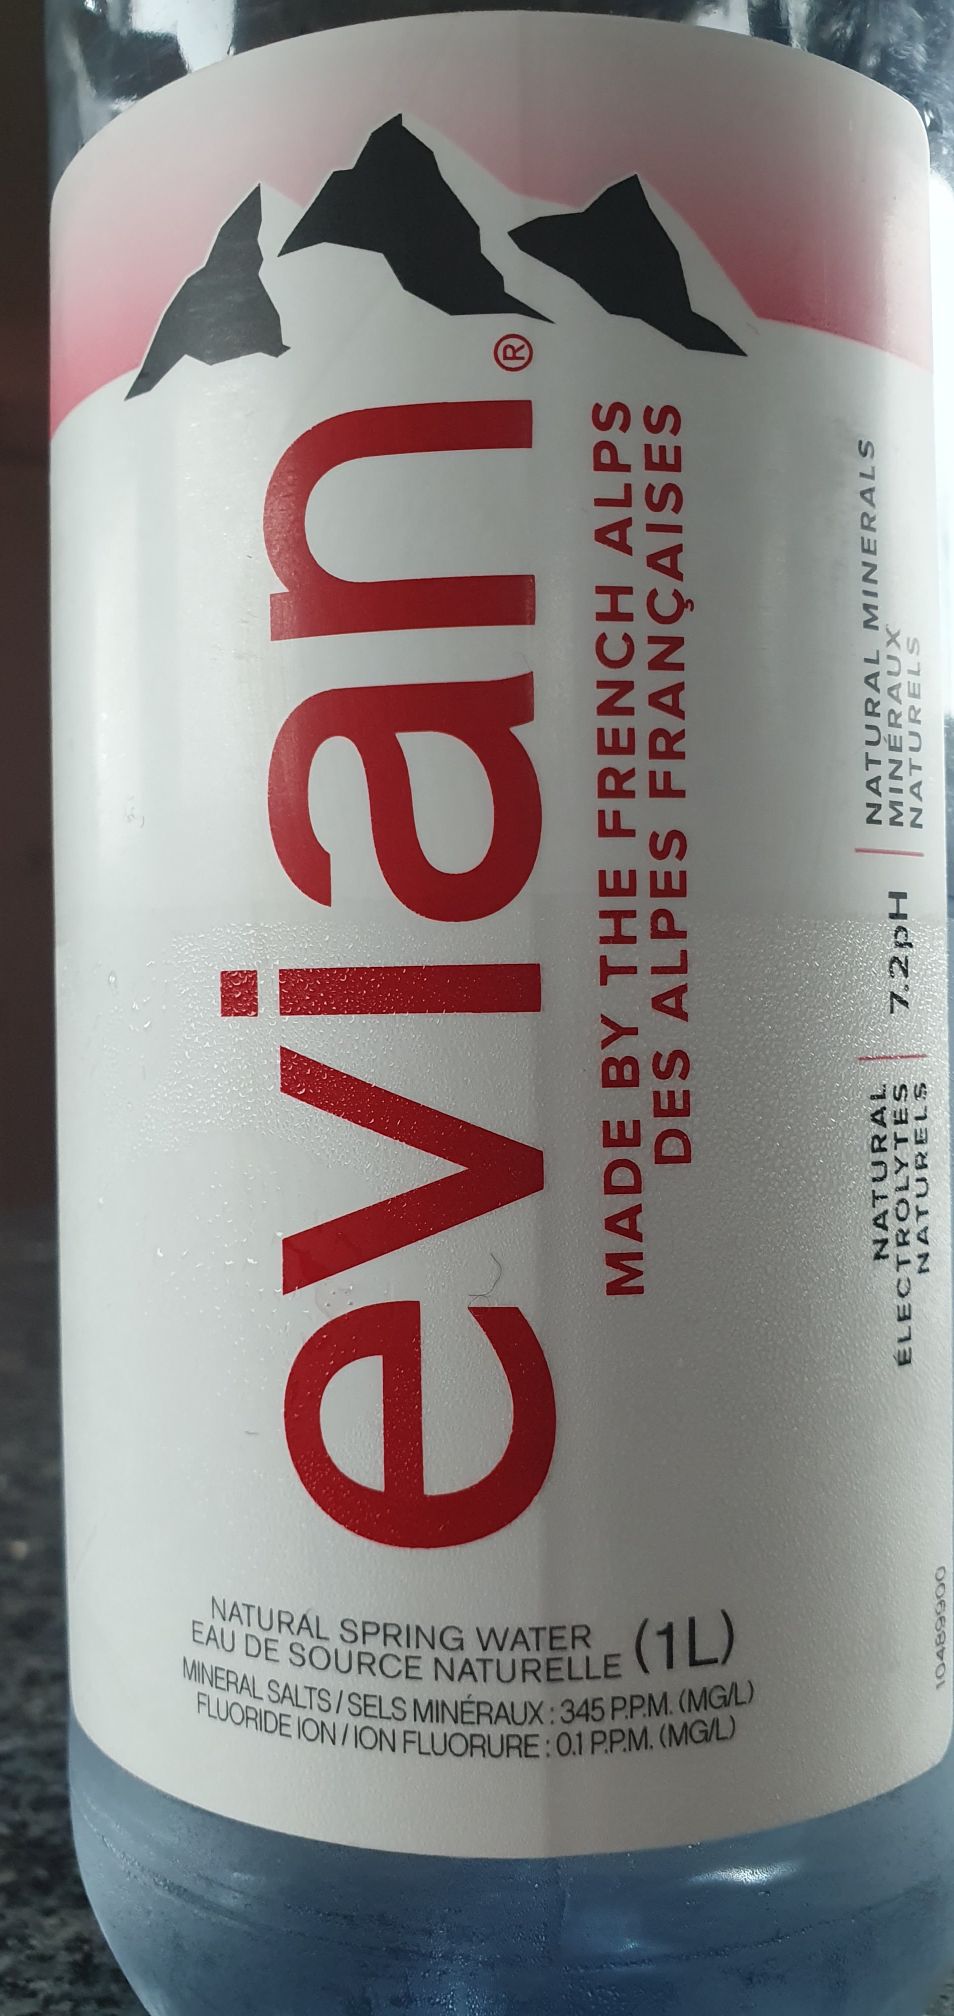 evian®
MADE BY THE FRENCH ALPS
DES ALPES FRANÇAISES
NATURAL
ÉLECTROLYTES
NATURELS
7.2pH
NATURAL MINERALS
MINÉRAUX
NATURELS
NATURAL SPRING WATER
EAU DE SOURCE NATURELLE (1L)
MINERAL SALTS / SELS MINÉRAUX : 345 P.P.M. (MG/L)
FLUORIDE ION / ION FLUORURE : 0.1 P.P.M. (MG/L)
10489900